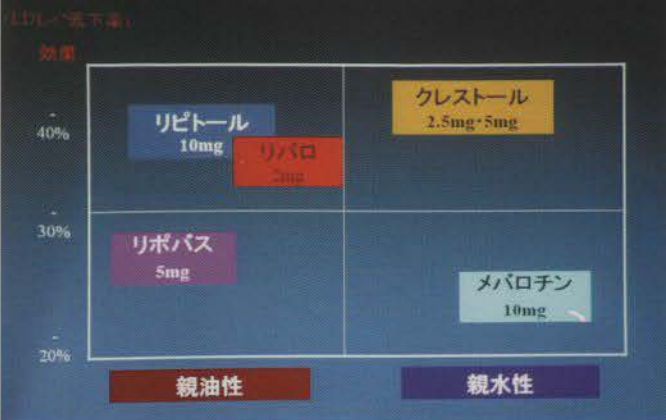 効果
-
40%
-
30%
-
20%
リピトール
10mg
リバロ
2mg
クレストール
2.5mg・5mg
リポバス
5mg
メバロチン
10mg
親油性
親水性